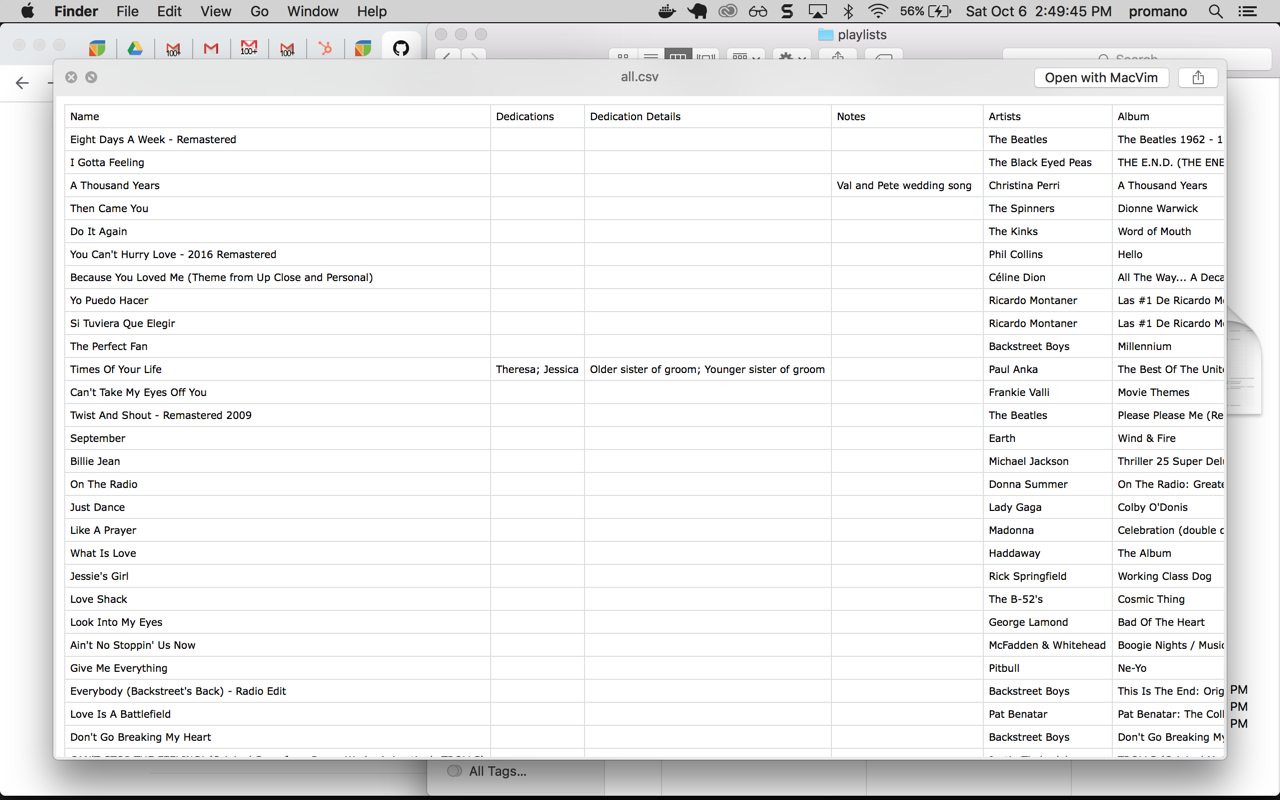 Finder File Edit View Go Window Help 56% Sat Oct 6 2:49:45 PM promano
100+ 100+ 100+
playlists
Search
all.csv Open with MacVim
Name Dedications Dedication Details Notes Artists Album
Eight Days A Week - Remastered The Beatles The Beatles 1962 - 1
I Gotta Feeling The Black Eyed Peas THE E.N.D. (THE ENE
A Thousand Years Val and Pete wedding song Christina Perri A Thousand Years
Then Came You The Spinners Dionne Warwick
Do It Again The Kinks Word of Mouth
You Can't Hurry Love - 2016 Remastered Phil Collins Hello
Because You Loved Me (Theme from Up Close and Personal) Céline Dion All The Way... A Deca
Yo Puedo Hacer Ricardo Montaner Las #1 De Ricardo Mo
Si Tuviera Que Elegir Ricardo Montaner Las #1 De Ricardo Mo
The Perfect Fan Backstreet Boys Millennium
Times Of Your Life Theresa; Jessica Older sister of groom; Younger sister of groom Paul Anka The Best Of The Unite
Can't Take My Eyes Off You Frankie Valli Movie Themes
Twist And Shout - Remastered 2009 The Beatles Please Please Me (Re
September Earth Wind & Fire
Billie Jean Michael Jackson Thriller 25 Super Delu
On The Radio Donna Summer On The Radio: Greate
Just Dance Lady Gaga Colby O'Donis
Like A Prayer Madonna Celebration (double d
What Is Love Haddaway The Album
Jessie's Girl Rick Springfield Working Class Dog
Love Shack The B-52's Cosmic Thing
Look Into My Eyes George Lamond Bad Of The Heart
Ain't No Stoppin' Us Now McFadden & Whitehead Boogie Nights / Music
Give Me Everything Pitbull Ne-Yo
Everybody (Backstreet's Back) - Radio Edit Backstreet Boys This Is The End: Orig
Love Is A Battlefield Pat Benatar Pat Benatar: The Coll
Don't Go Breaking My Heart Backstreet Boys Don't Go Breaking My
PM
PM
PM
All Tags...